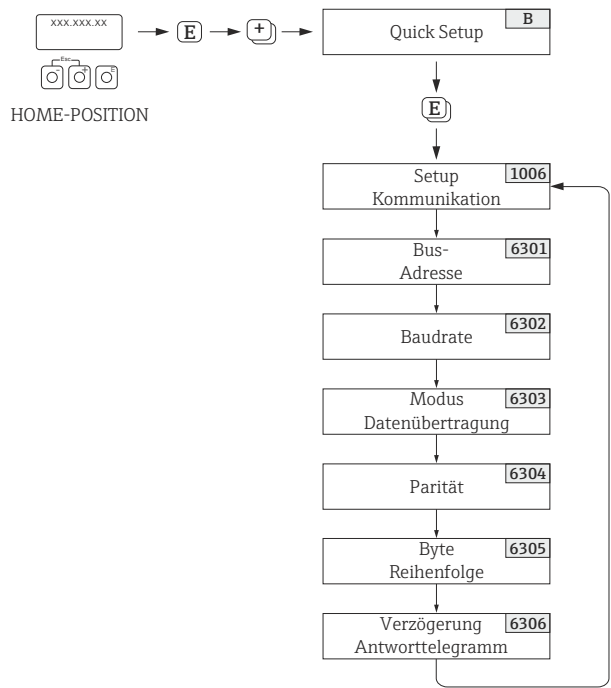 xxx.xxx.xx
Esc
- + E
HOME-POSITION
E
+
Quick Setup
B
E
Setup
Kommunikation
1006
Bus-
Adresse
6301
Baudrate
6302
Modus
Datenübertragung
6303
Parität
6304
Byte
Reihenfolge
6305
Verzögerung
Antworttelegramm
6306